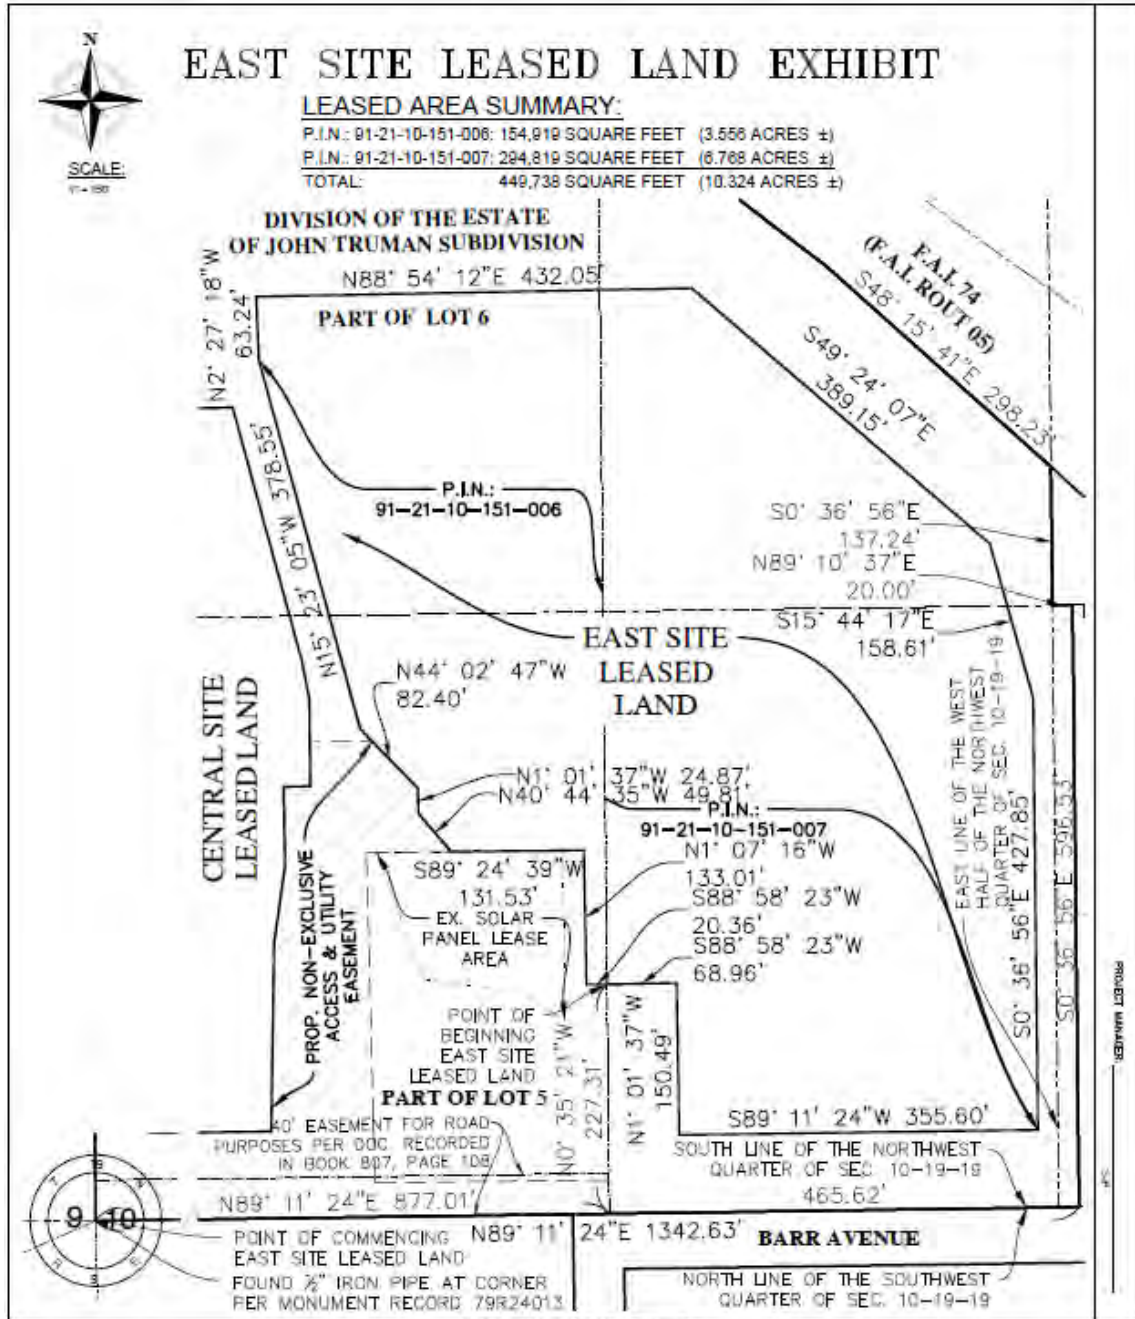 N
EAST SITE LEASED LAND EXHIBIT
LEASED AREA SUMMARY:
P.I.N.: 91-21-10-151-006: 154,919 SQUARE FEET (3.556 ACRES ±)
P.I.N.: 91-21-10-151-007: 294,819 SQUARE FEET (6.768 ACRES ±)
TOTAL: 449,738 SQUARE FEET (10.324 ACRES ±)
SCALE:
DIVISION OF THE ESTATE
OF JOHN TRUMAN SUBDIVISION
N88° 54' 12"E 432.05'
PART OF LOT 6
N2° 27' 18"W
63.24'
F.A.I. 74
(F.A.I. ROUT 05)
S48° 15' 41"E 298.23'
S49° 24' 07"E
389.15'
N15° 23' 05"W 378.55'
P.I.N.:
91-21-10-151-006
S0° 36' 56"E
137.24'
N89° 10' 37"E
20.00'
S15° 44' 17"E
158.61'
EAST SITE
LEASED
LAND
N44° 02' 47"W
82.40'
CENTRAL SITE
LEASED LAND
N1° 01' 37"W 24.87'
N40° 44' 35"W 49.81'
P.I.N.:
91-21-10-151-007
EAST LINE OF THE WEST
HALF OF THE NORTHWEST
QUARTER OF SEC. 10-19-19
S0° 36' 56"E 427.85'
S0° 36' 56"E 596.53'
N1° 07' 16"W
133.01'
S88° 58' 23"W
20.36'
S88° 58' 23"W
68.96'
S89° 24' 39"W
131.53'
EX. SOLAR
PANEL LEASE
AREA
PROP. NON-EXCLUSIVE
ACCESS & UTILITY
EASEMENT
POINT OF
BEGINNING
EAST SITE
LEASED LAND
PART OF LOT 5
N0° 35' 21"W
227.31'
N1° 01' 37"W
150.49'
S89° 11' 24"W 355.60'
40' EASEMENT FOR ROAD
PURPOSES PER DOC. RECORDED
IN BOOK 807, PAGE 108
SOUTH LINE OF THE NORTHWEST
QUARTER OF SEC. 10-19-19
465.62'
N89° 11' 24"E 877.01'
9 10
POINT OF COMMENCING
EAST SITE LEASED LAND
N89° 11' 24"E 1342.63'
BARR AVENUE
FOUND ½" IRON PIPE AT CORNER
PER MONUMENT RECORD 79R24013
NORTH LINE OF THE SOUTHWEST
QUARTER OF SEC. 10-19-19
PROJECT MANAGER: